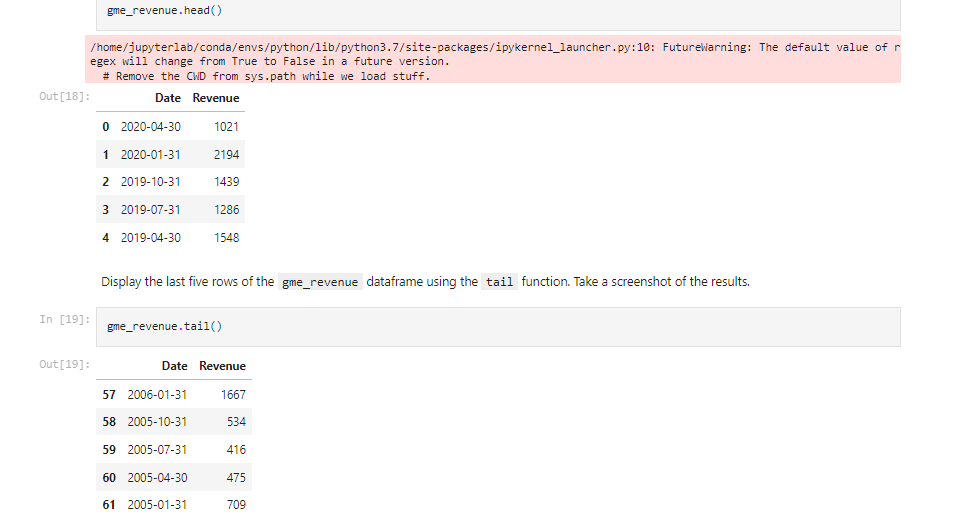 gme_revenue.head()
/home/jupyterlab/conda/envs/python/lib/python3.7/site-packages/ipykernel_launcher.py:10: FutureWarning: The default value of r
egex will change from True to False in a future version.
# Remove the CWD from sys.path while we load stuff.
Out[18]:
Date Revenue
0 2020-04-30 1021
1 2020-01-31 2194
2 2019-10-31 1439
3 2019-07-31 1286
4 2019-04-30 1548
Display the last five rows of the gme_revenue dataframe using the tail function. Take a screenshot of the results.
In [19]: gme_revenue.tail()
Out[19]:
Date Revenue
57 2006-01-31 1667
58 2005-10-31 534
59 2005-07-31 416
60 2005-04-30 475
61 2005-01-31 709